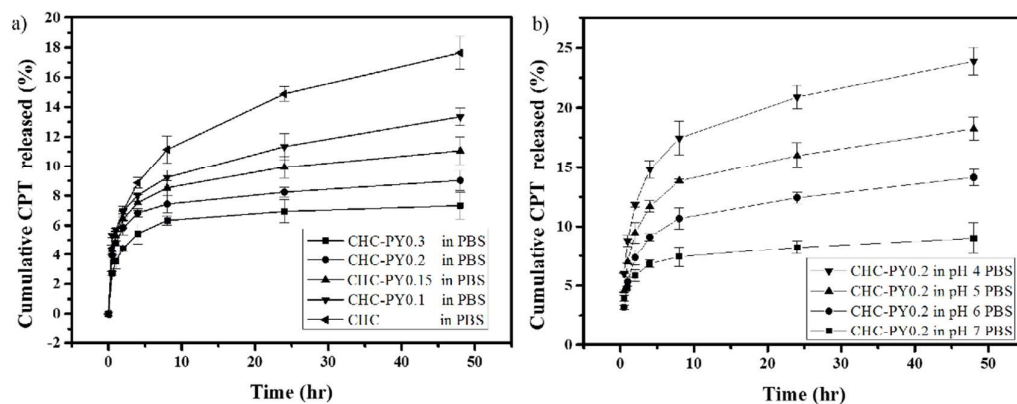 a)
Cumulative CPT released (%)
20
18
16
14
12
10
8
6
4
2
0
-2
CHC-PY0.3 in PBS
CHC-PY0.2 in PBS
CHC-PY0.15 in PBS
CHC-PY0.1 in PBS
CHC in PBS
0 10 20 30 40 50
Time (hr)
b)
Cumulative CPT released (%)
25
20
15
10
5
0
CHC-PY0.2 in pH 4 PBS
CHC-PY0.2 in pH 5 PBS
CHC-PY0.2 in pH 6 PBS
CHC-PY0.2 in pH 7 PBS
0 10 20 30 40 50
Time (hr)